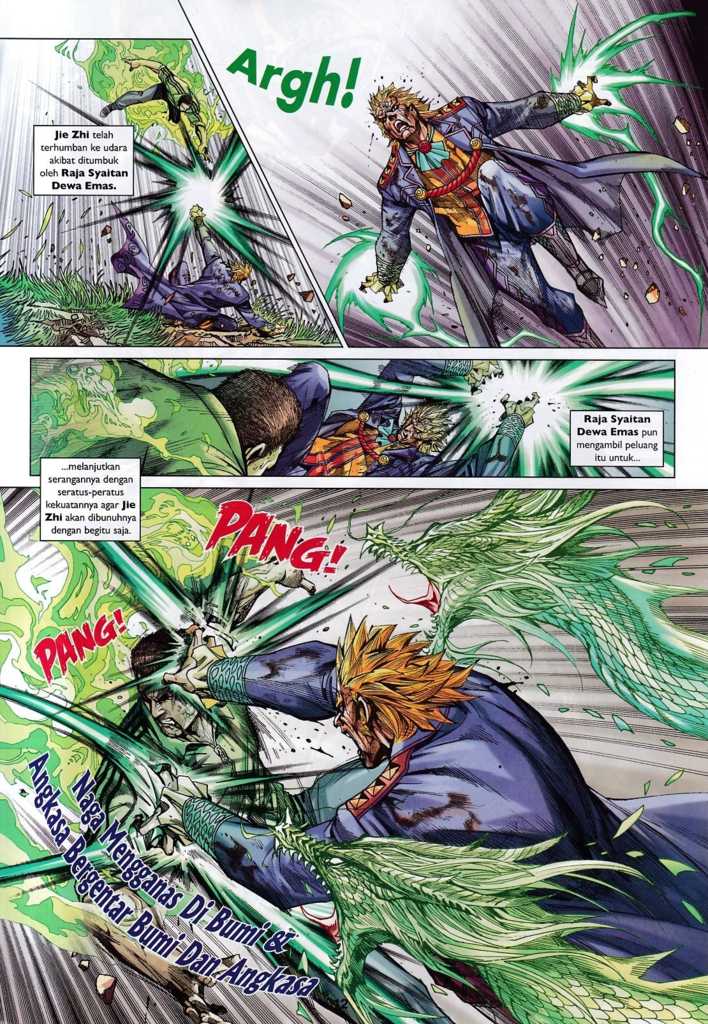 Argh!
Jie Zhi telah
terhumban ke udara
akibat ditumbuk
oleh Raja Syaitan
Dewa Emas.
Raja Syaitan
Dewa Emas pun
mengambil peluang
itu untuk...
...melanjutkan
serangannya dengan
seratus-peratus
kekuatannya agar Jie
Zhi akan dibunuhnya
dengan begitu saja.
PANG!
PANG!
Naga Mengganas Di Bumi &
Angkasa Bergentar Bumi Dan Angkasa
12